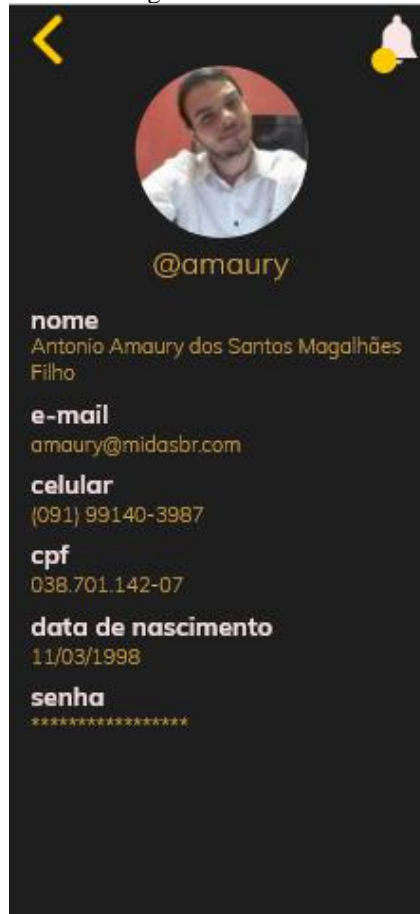 @amaury
nome
Antonio Amaury dos Santos Magalhães
Filho
e-mail
amaury@midasbr.com
celular
(091) 99140-3987
cpf
038.701.142-07
data de nascimento
11/03/1998
senha
*****************